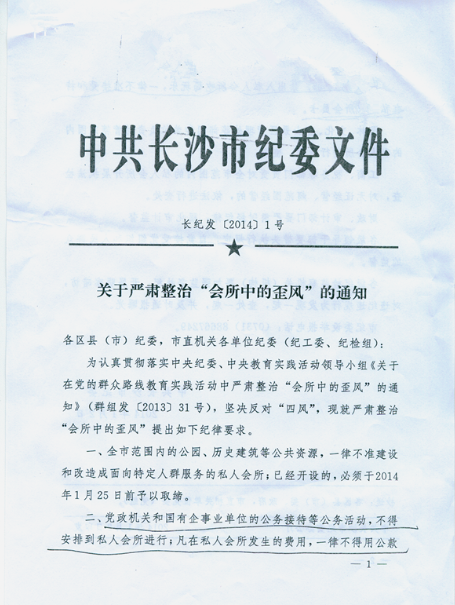 中共长沙市纪委文件
长纪发〔2014〕1号
关于严肃整治“会所中的歪风”的通知
各区县（市）纪委，市直机关各单位纪委（纪工委、纪检组）：
为认真贯彻落实中央纪委、中央教育实践活动领导小组《关于
在党的群众路线教育实践活动中严肃整治“会所中的歪风”的通
知》（群组发〔2013〕31号），坚决反对“四风”，现就严肃整治
“会所中的歪风”提出如下纪律要求。
一、全市范围内的公园、历史建筑等公共资源，一律不准建设
和改造成面向特定人群服务的私人会所；已经开设的，必须于2014
年1月25日前予以取缔。
二、党政机关和国有企事业单位的公务接待等公务活动，不得
安排到私人会所进行；凡在私人会所发生的费用，一律不得用公款
— 1 —